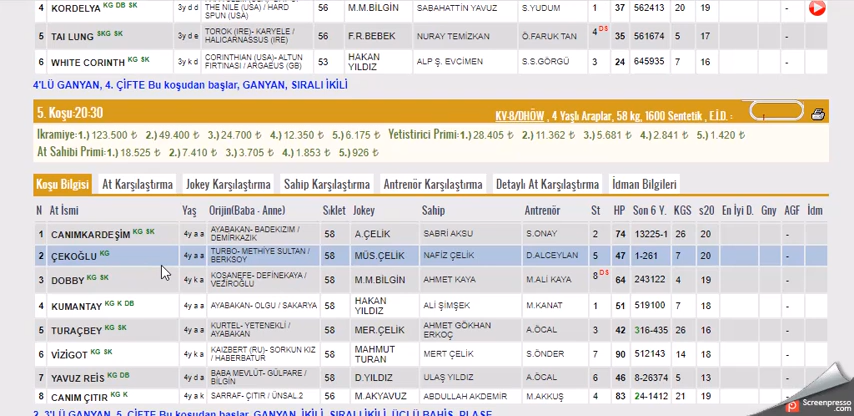 4 KORDELYA KG DB SK 3y d d THE NILE (USA) / HARD SPUN (USA) 56 M.M.BİLGİN SABAHATTİN YAVUZ S.YUDUM 1 37 562413 20 19
5 TAI LUNG SKG SK 3y d e TOROK (IRE)- KARYELE / HALICARNASSUS (IRE) 56 F.R.BEBEK NURAY TEMİZKAN Ö.FARUK TAN 4 DS 35 561674 5 17
6 WHITE CORINTH KG SK 3y k d CORINTHIAN (USA)- ALTUN FIRTINASI / ARGAEUS (GB) 53 HAKAN YILDIZ ALP Ş. EVCİMEN S.S.GÖRGÜ 3 24 645935 7 16
4'LÜ GANYAN, 4. ÇİFTE Bu koşudan başlar, GANYAN, SIRALI İKİLİ
5. Koşu:20:30 KV-8/DHÖW , 4 Yaşlı Araplar, 58 kg, 1600 Sentetik , E.İ.D. :
Ikramiye:1.) 123.500 ₺ 2.) 49.400 ₺ 3.) 24.700 ₺ 4.) 12.350 ₺ 5.) 6.175 ₺ Yetistirici Primi:1.) 28.405 ₺ 2.) 11.362 ₺ 3.) 5.681 ₺ 4.) 2.841 ₺ 5.) 1.420 ₺
At Sahibi Primi:1.) 18.525 ₺ 2.) 7.410 ₺ 3.) 3.705 ₺ 4.) 1.853 ₺ 5.) 926 ₺
Koşu Bilgisi At Karşılaştırma Jokey Karşılaştırma Sahip Karşılaştırma Antrenör Karşılaştırma Detaylı At Karşılaştırma İdman Bilgileri
N At İsmi Yaş Orijin(Baba - Anne) Sıklet Jokey Sahip Antrenör St HP Son 6 Y. KGS s20 En İyi D. Gny AGF İdm
1 CANIMKARDEŞİM KG SK 4y a a AYABAKAN- BADEKIZIM / DEMİRKAZIK 58 A.ÇELİK SABRİ AKSU S.ONAY 2 74 13225-1 26 20 -
2 ÇEKOĞLU KG 4y a a TURBO- METHİYE SULTAN / BERKSOY 58 MÜS.ÇELİK NAFİZ ÇELİK D.ALCEYLAN 5 47 1-261 7 20 -
3 DOBBY KG SK 4y k a KOSANEFE- DEFİNEKAYA / VEZİROĞLU 58 M.M.BİLGİN AHMET KAYA M.ALİ KAYA 8 DS 64 243122 4 19 -
4 KUMANTAY KG K DB 4y a a AYABAKAN- OLGU / SAKARYA 58 HAKAN YILDIZ ALİ ŞİMŞEK M.KANAT 1 51 519100 7 18 -
5 TURAÇBEY KG SK 4y k a KURTEL- YETENEKLİ / AYABAKAN 58 MER.ÇELİK AHMET GÖKHAN ERKOÇ A.ÖCAL 3 42 316-435 26 16 -
6 VİZİGOT KG SK 4y a a KAIZBERT (RU)- SORKUN KIZ / HABERBATUR 58 MAHMUT TURAN MERT ÇELİK S.ÖNDER 7 90 512143 14 18 -
7 YAVUZ REİS KG DB 4y d a BABA MEVLÜT- GÜLPARE / BİLGİN 58 D.YILDIZ ULAŞ YILDIZ A.ÖCAL 6 46 8-26374 5 13 -
8 CANIM ÇITIR KG K 4y k a SARRAF- ÇITIR / ÜNSAL.2 56 M.AKYAVUZ ABDULLAH AKDEMİR M.AKKUŞ 4 83 24-1412 21 19 -
2. 3'LÜ GANYAN, 5. ÇİFTE Bu koşudan başlar, GANYAN, İKİLİ, SIRALI İKİLİ, ÜÇLÜ BAHİS, PLASE
Screenpresso
.com